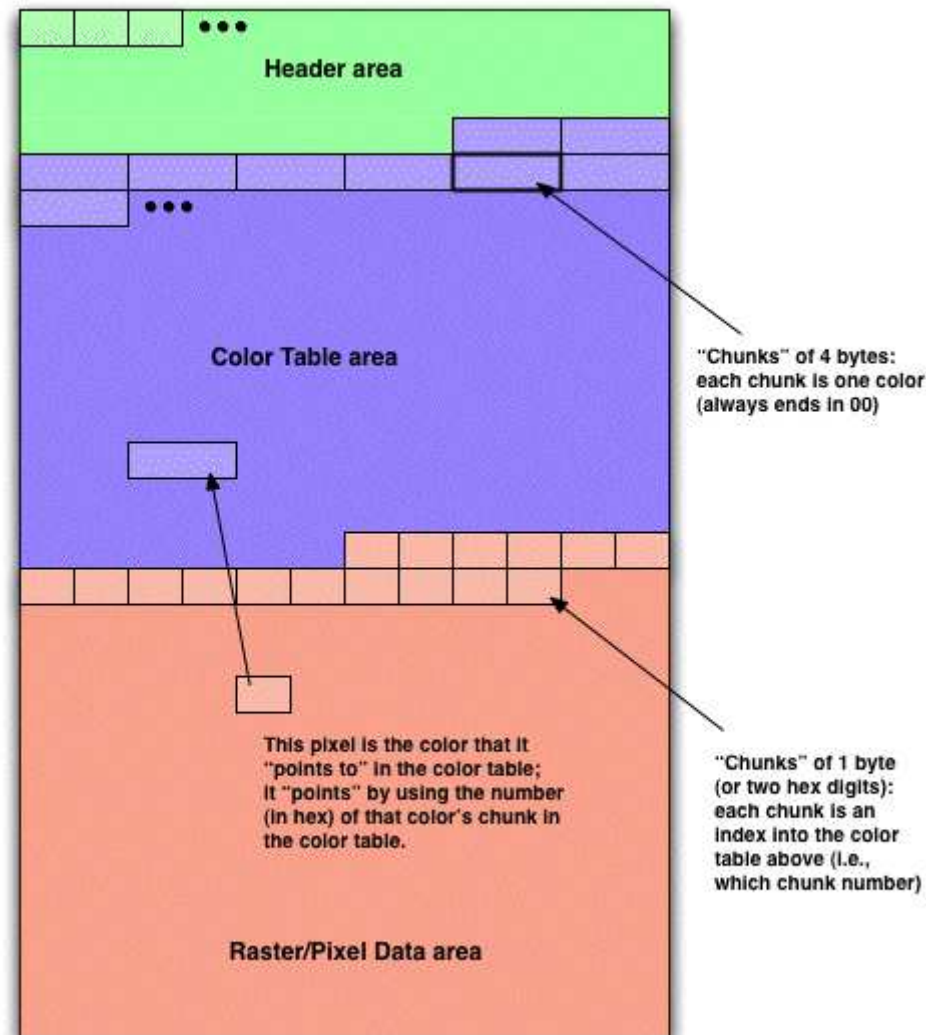 Header area
Color Table area
“Chunks” of 4 bytes:
each chunk is one color
(always ends in 00)
This pixel is the color that it
“points to” in the color table;
it “points” by using the number
(in hex) of that color’s chunk in
the color table.
“Chunks” of 1 byte
(or two hex digits):
each chunk is an
index into the color
table above (i.e.,
which chunk number)
Raster/Pixel Data area